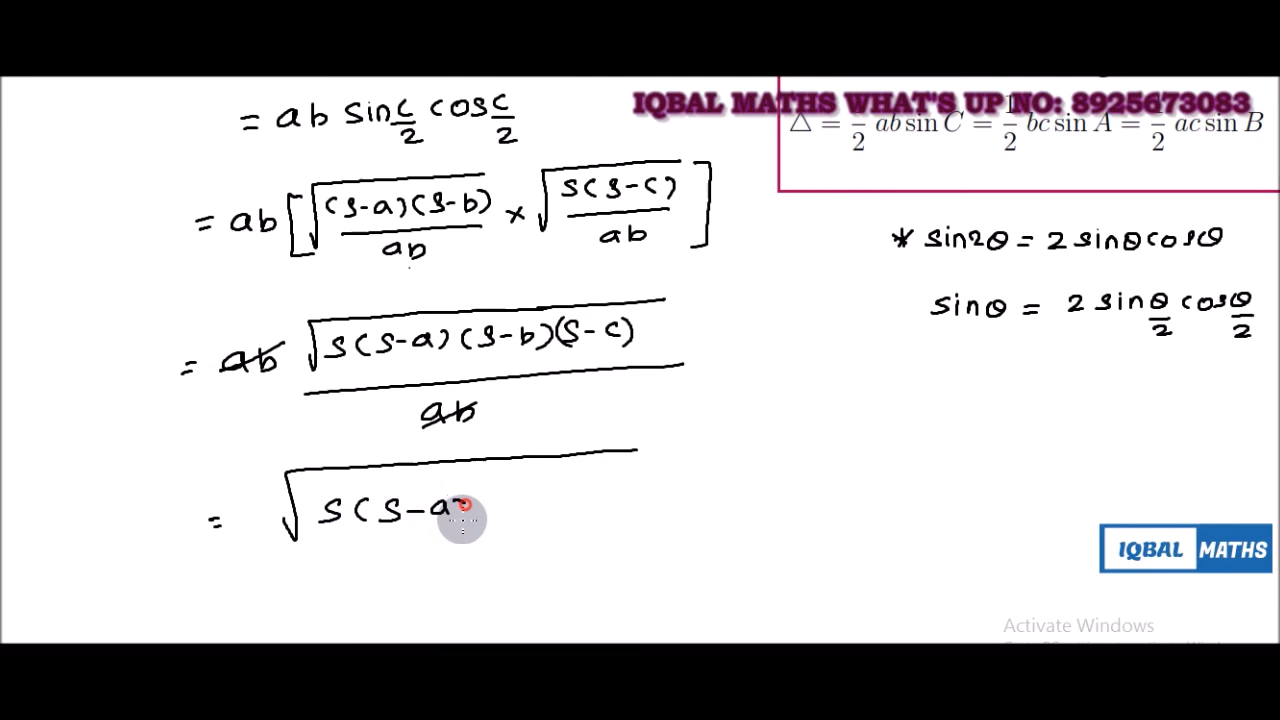 IQBAL MATHS WHAT'S UP NO: 8925673083
△ = 1/2 ab sin C = 1/2 bc sin A = 1/2 ac sin B
= ab sin C/2 cos C/2
= ab [√((s-a)(s-b)/ab) × √(s(s-c)/ab)]
* sin2θ = 2 sinθ cosθ
sinθ = 2 sin θ/2 cos θ/2
= ab √(s(s-a)(s-b)(s-c))
ab
= √s(s-a
IQBAL MATHS
Activate Windows